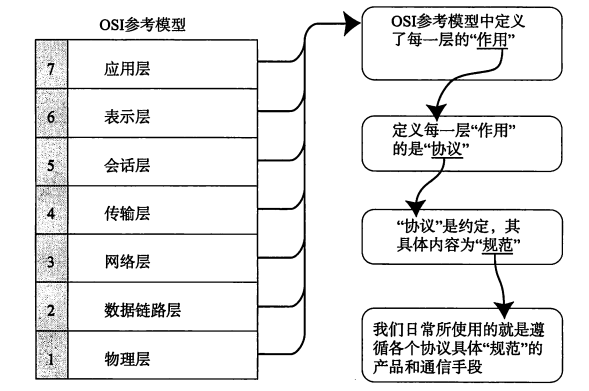 OSI参考模型
7 应用层
6 表示层
5 会话层
4 传输层
3 网络层
2 数据链路层
1 物理层
OSI参考模型中定义
了每一层的“作用”
定义每一层“作用”
的是“协议”
“协议”是约定，其
具体内容为“规范”
我们日常所使用的就是遵
循各个协议具体“规范”的
产品和通信手段